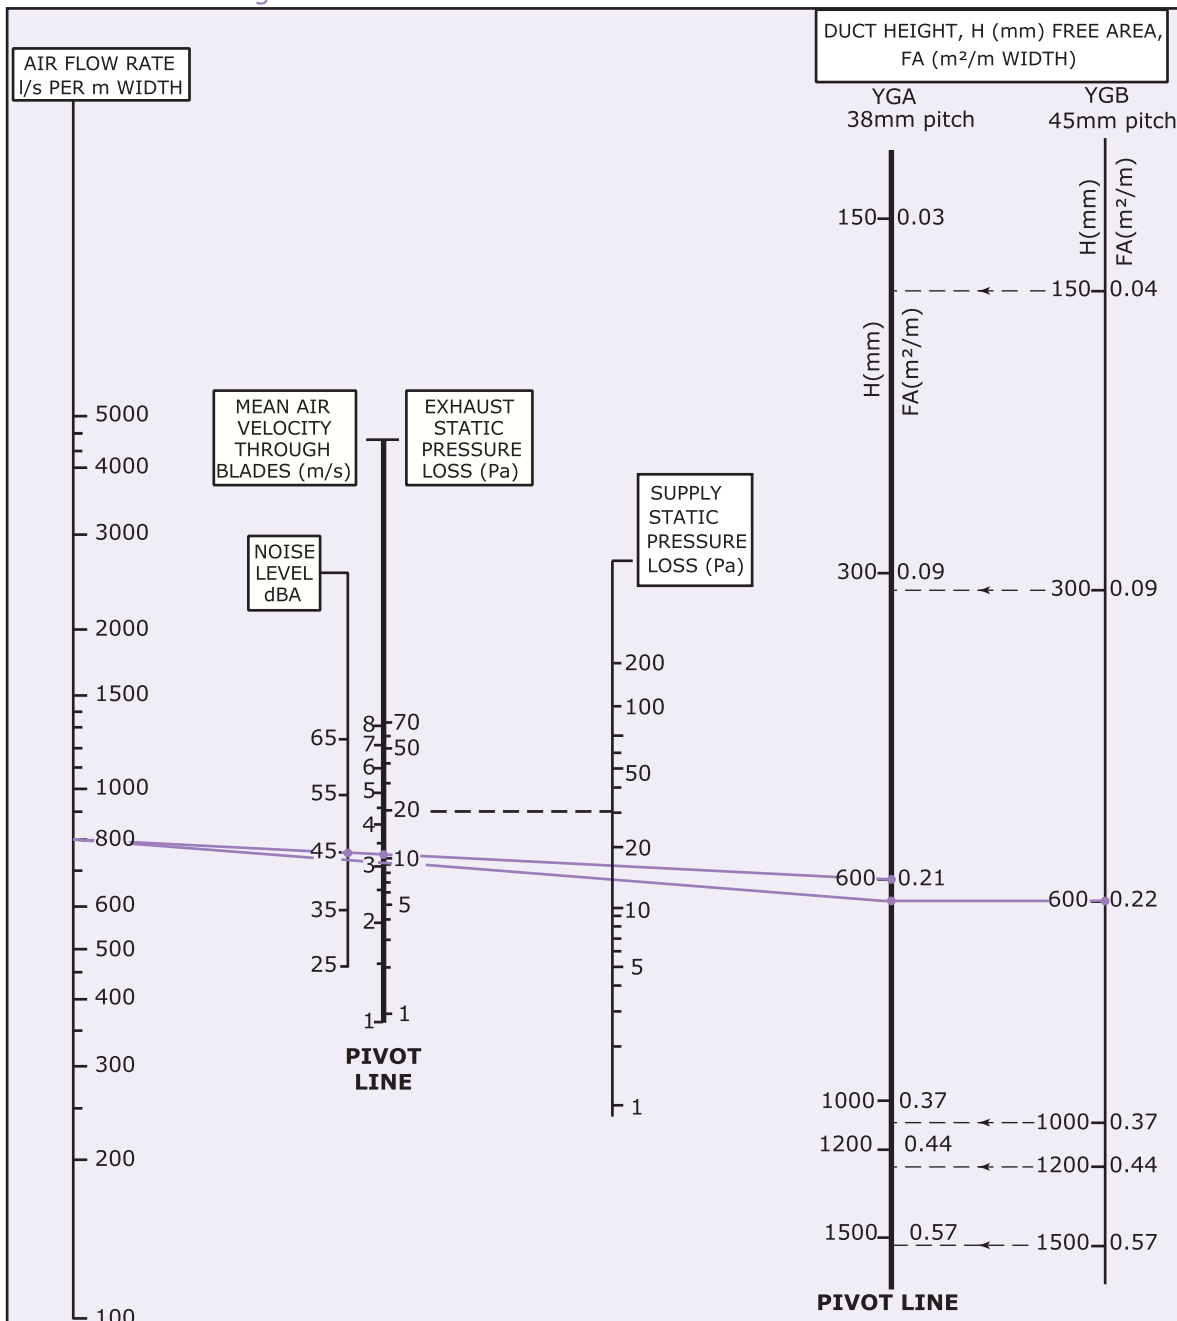 DUCT HEIGHT, H (mm) FREE AREA,
FA (m²/m WIDTH)
AIR FLOW RATE
l/s PER m WIDTH
YGA
38mm pitch
YGB
45mm pitch
H(mm)
FA(m²/m)
150 0.03
150 0.04
H(mm)
FA(m²/m)
5000
4000
3000
2000
1500
1000
800
600
500
400
300
200
100
MEAN AIR
VELOCITY
THROUGH
BLADES (m/s)
EXHAUST
STATIC
PRESSURE
LOSS (Pa)
NOISE
LEVEL
dBA
SUPPLY
STATIC
PRESSURE
LOSS (Pa)
65
55
45
35
25
8
7
6
5
4
3
2
1
70
50
20
10
5
1
PIVOT
LINE
200
100
50
20
10
5
1
300 0.09
600 0.21
1000 0.37
1200 0.44
1500 0.57
PIVOT LINE
300 0.09
600 0.22
1000 0.37
1200 0.44
1500 0.57